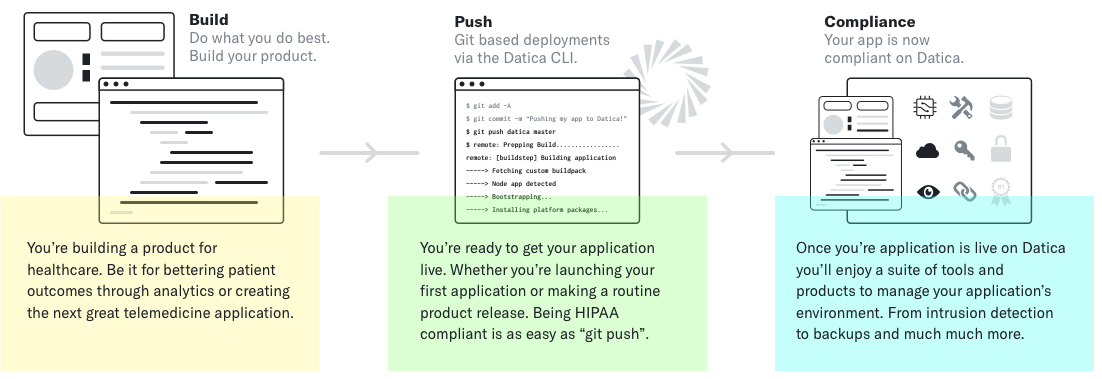 Build
Do what you do best.
Build your product.
You’re building a product for
healthcare. Be it for bettering patient
outcomes through analytics or creating
the next great telemedicine application.
Push
Git based deployments
via the Datica CLI.
$ git add -A
$ git commit -m "Pushing my app to Datica!"
$ git push datica master
$ remote: Prepping Build................
remote: [buildstep] Building application
-----> Fetching custom buildpack
-----> Node app detected
-----> Bootstrapping...
-----> Installing platform packages...
You’re ready to get your application
live. Whether you’re launching your
first application or making a routine
product release. Being HIPAA
compliant is as easy as “git push”.
Compliance
Your app is now
compliant on Datica.
#1
Once you’re application is live on Datica
you’ll enjoy a suite of tools and
products to manage your application’s
environment. From intrusion detection
to backups and much much more.